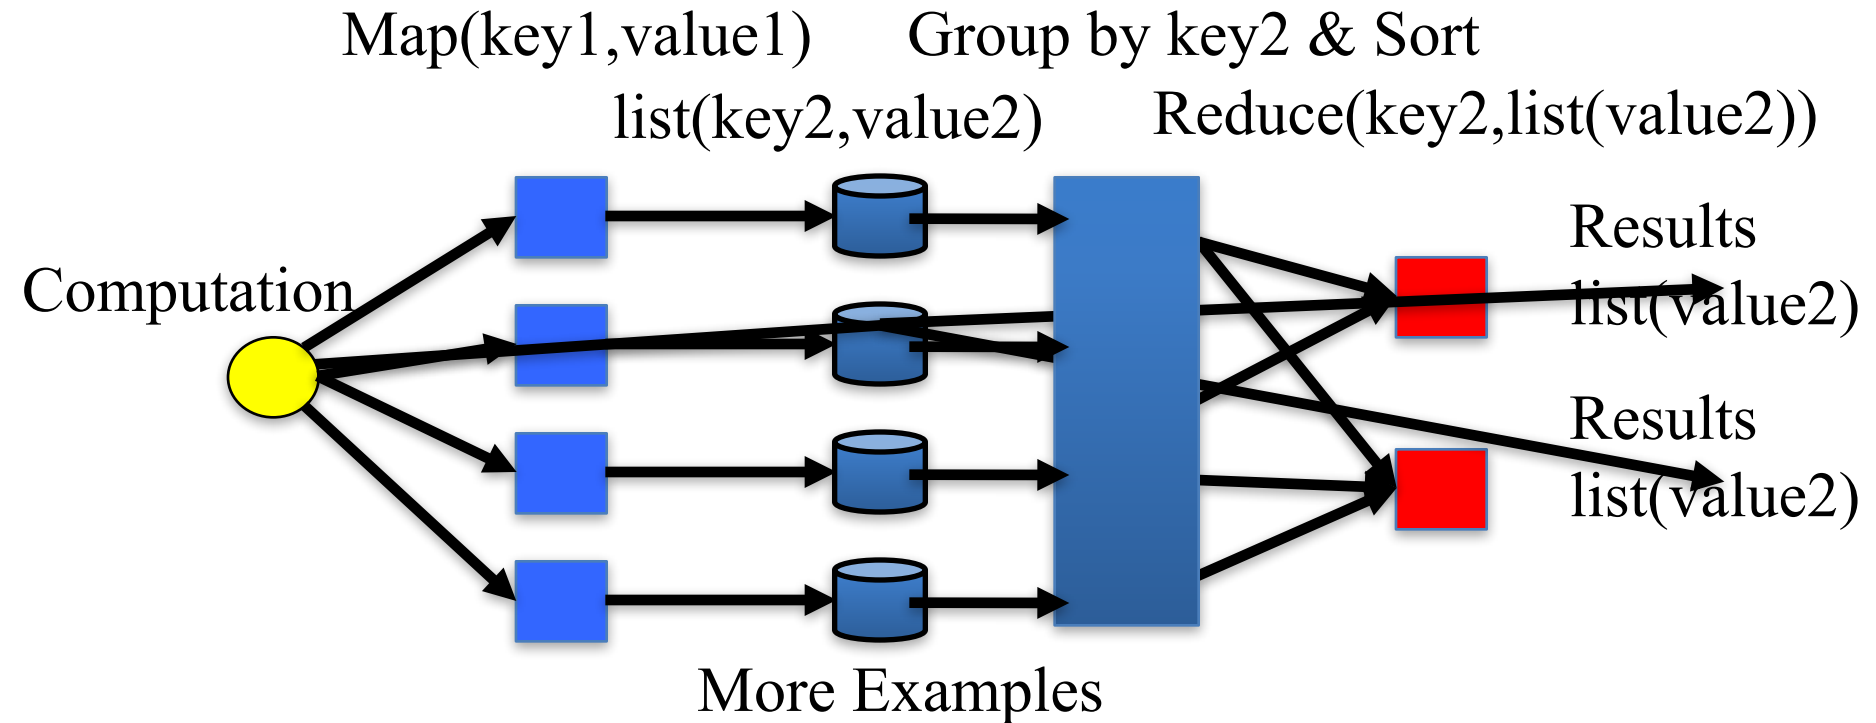 Map(key1,value1)
Group by key2 & Sort
list(key2,value2)
Reduce(key2,list(value2))
Computation
Results
list(value2)
Results
list(value2)
More Examples